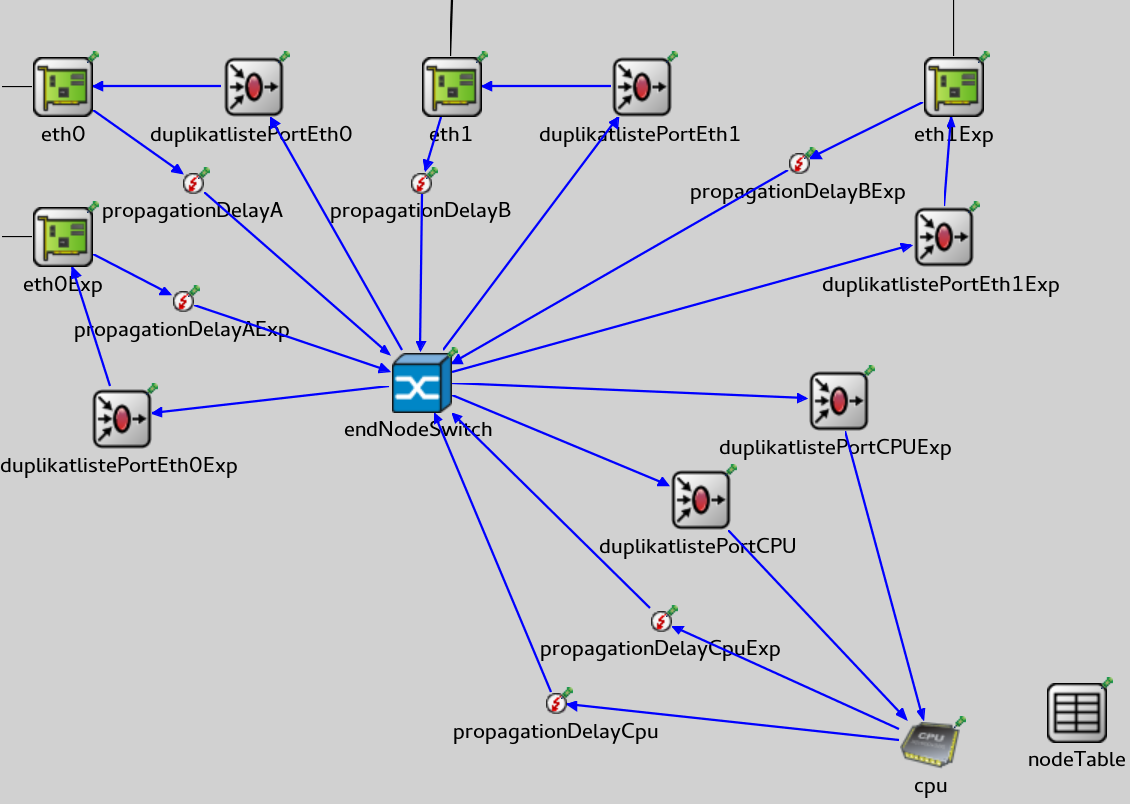 eth0
duplikatlistePortEth0
eth1
duplikatlistePortEth1
eth1Exp
propagationDelayA
propagationDelayB
propagationDelayBExp
eth0Exp
duplikatlistePortEth1Exp
propagationDelayAExp
endNodeSwitch
duplikatlistePortCPUExp
duplikatlistePortEth0Exp
duplikatlistePortCPU
propagationDelayCpuExp
propagationDelayCpu
CPU
nodeTable
cpu